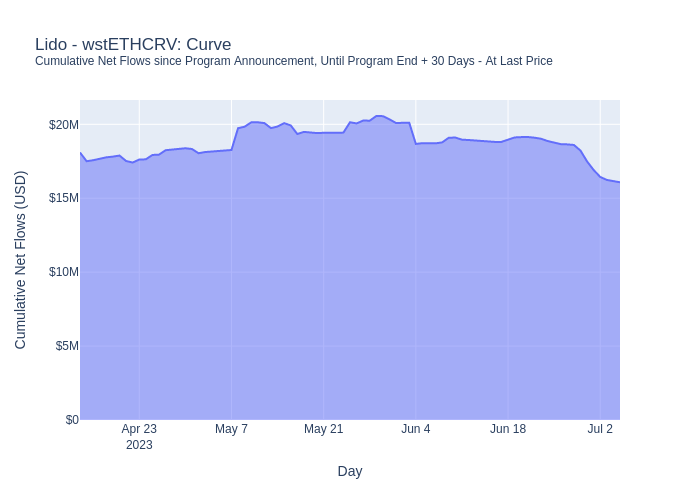 Lido - wstETHCRV: Curve
Cumulative Net Flows since Program Announcement, Until Program End + 30 Days - At Last Price
Cumulative Net Flows (USD)
$20M
$15M
$10M
$5M
$0
Apr 23
2023
May 7
May 21
Jun 4
Jun 18
Jul 2
Day